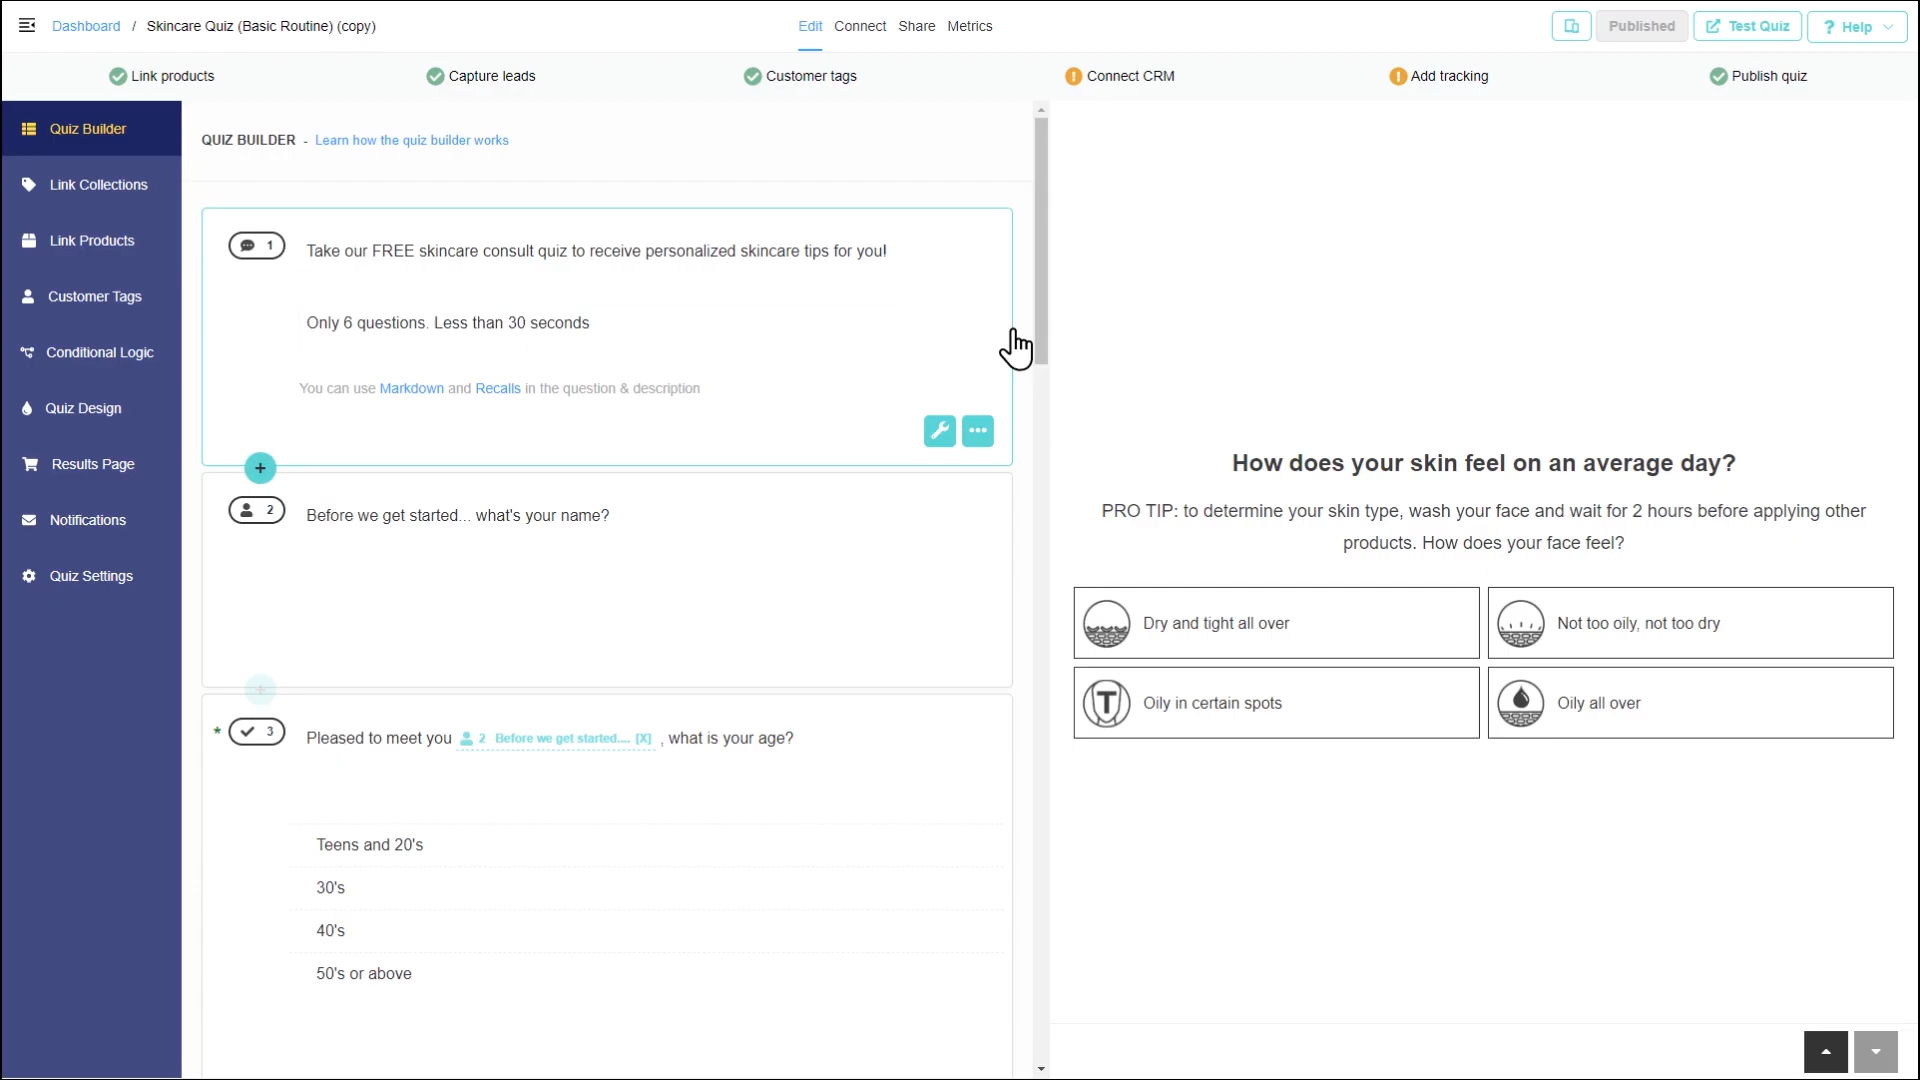 Dashboard / Skincare Quiz (Basic Routine) (copy)
Edit Connect Share Metrics
Published
Test Quiz
? Help
Link products
Capture leads
Customer tags
! Connect CRM
! Add tracking
Publish quiz
Quiz Builder
Link Collections
Link Products
Customer Tags
Conditional Logic
Quiz Design
Results Page
Notifications
Quiz Settings
QUIZ BUILDER - Learn how the quiz builder works
1
Take our FREE skincare consult quiz to receive personalized skincare tips for you!
Only 6 questions. Less than 30 seconds
You can use Markdown and Recalls in the question & description
+
2
Before we get started... what's your name?
+
* 3
Pleased to meet you 2 Before we get started.... [X] , what is your age?
Teens and 20's
30's
40's
50's or above
How does your skin feel on an average day?
PRO TIP: to determine your skin type, wash your face and wait for 2 hours before applying other
products. How does your face feel?
Dry and tight all over
Not too oily, not too dry
T
Oily in certain spots
Oily all over